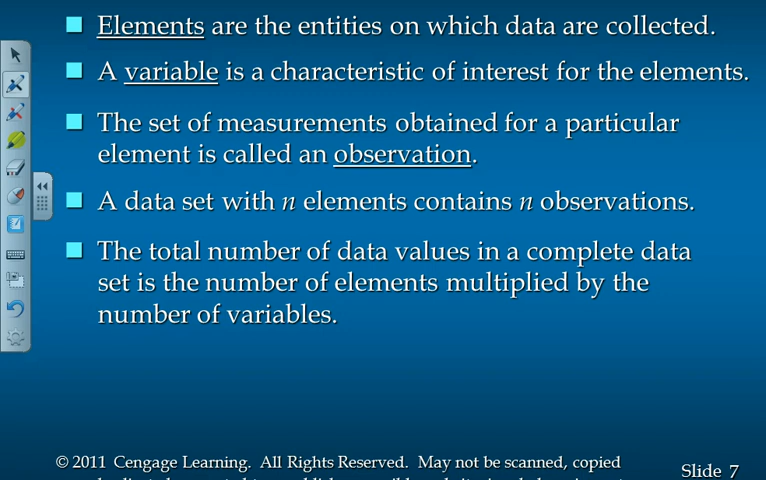 Elements are the entities on which data are collected.
A variable is a characteristic of interest for the elements.
The set of measurements obtained for a particular
element is called an observation.
A data set with n elements contains n observations.
The total number of data values in a complete data
set is the number of elements multiplied by the
number of variables.
© 2011 Cengage Learning. All Rights Reserved. May not be scanned, copied
Slide 7